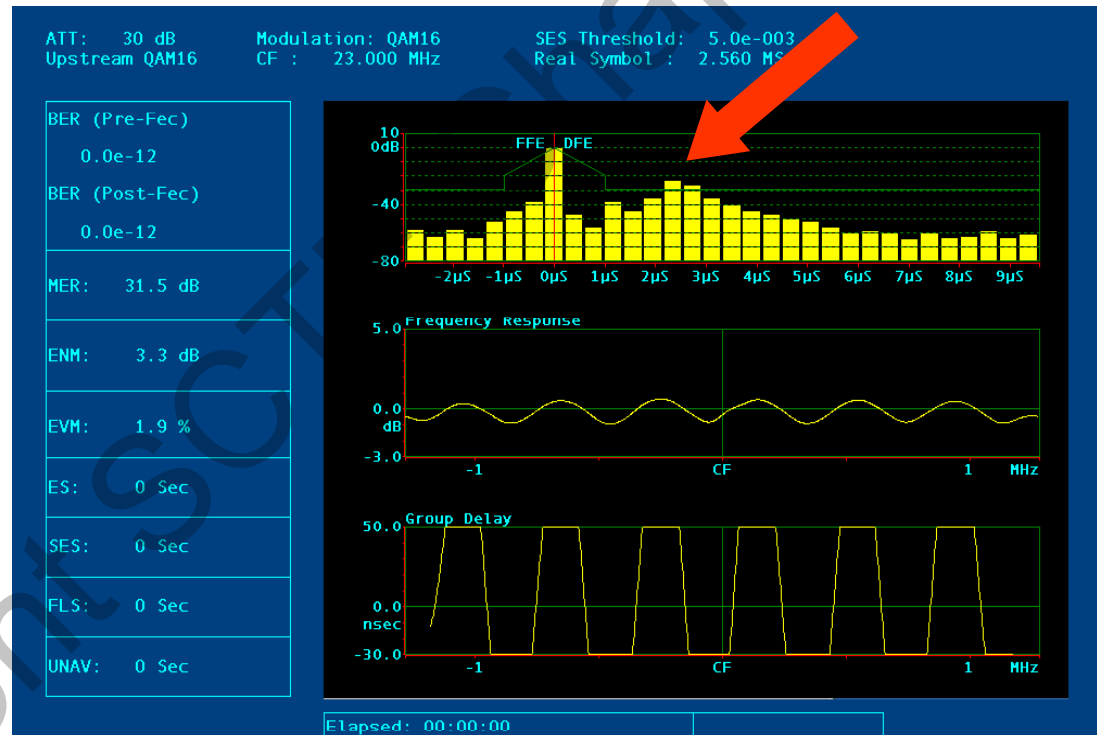 ATT: 30 dB Modulation: QAM16 SES Threshold: 5.0e-003
Upstream QAM16 CF : 23.000 MHz Real Symbol : 2.560 MS
BER (Pre-Fec)
0.0e-12
BER (Post-Fec)
0.0e-12
MER: 31.5 dB
ENM: 3.3 dB
EVM: 1.9 %
ES: 0 Sec
SES: 0 Sec
FLS: 0 Sec
UNAV: 0 Sec
10
0dB
FFE DFE
-40
-80
-2µS -1µS 0µS 1µS 2µS 3µS 4µS 5µS 6µS 7µS 8µS 9µS
Frequency Response
5.0
0.0
dB
-3.0
-1 CF 1 MHz
Group Delay
50.0
0.0
nsec
-30.0
-1 CF 1 MHz
Elapsed: 00:00:00